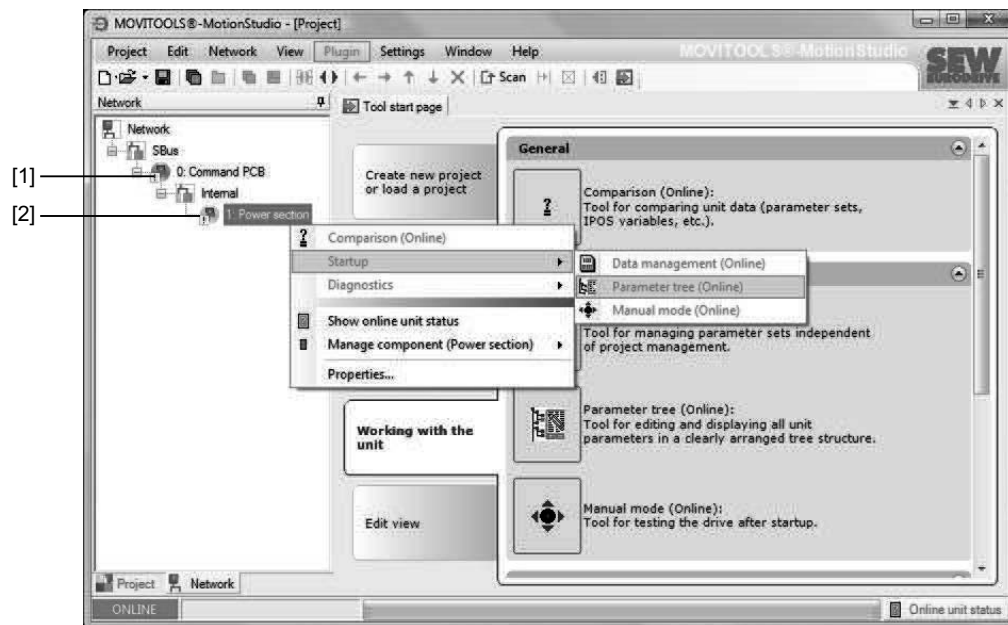 MOVITOOLS®-MotionStudio - [Project]
Project Edit Network View Plugin Settings Window Help
MOVITOOLS®-MotionStudio
SEW
EURODRIVE
Scan
Network
Tool start page
Network
SBus
[1]
0: Command PCB
Internal
[2]
1: Power section
Create new project
or load a project
General
Comparison (Online):
Tool for comparing unit data (parameter sets,
IPOS variables, etc.).
Comparison (Online)
Startup
Diagnostics
Show online unit status
Manage component (Power section)
Properties...
Data management (Online)
Parameter tree (Online)
Manual mode (Online)
Tool for managing parameter sets independent
of project management.
Working with the
unit
Parameter tree (Online):
Tool for editing and displaying all unit
parameters in a clearly arranged tree structure.
Edit view
Manual mode (Online):
Tool for testing the drive after startup.
Project Network
ONLINE
Online unit status